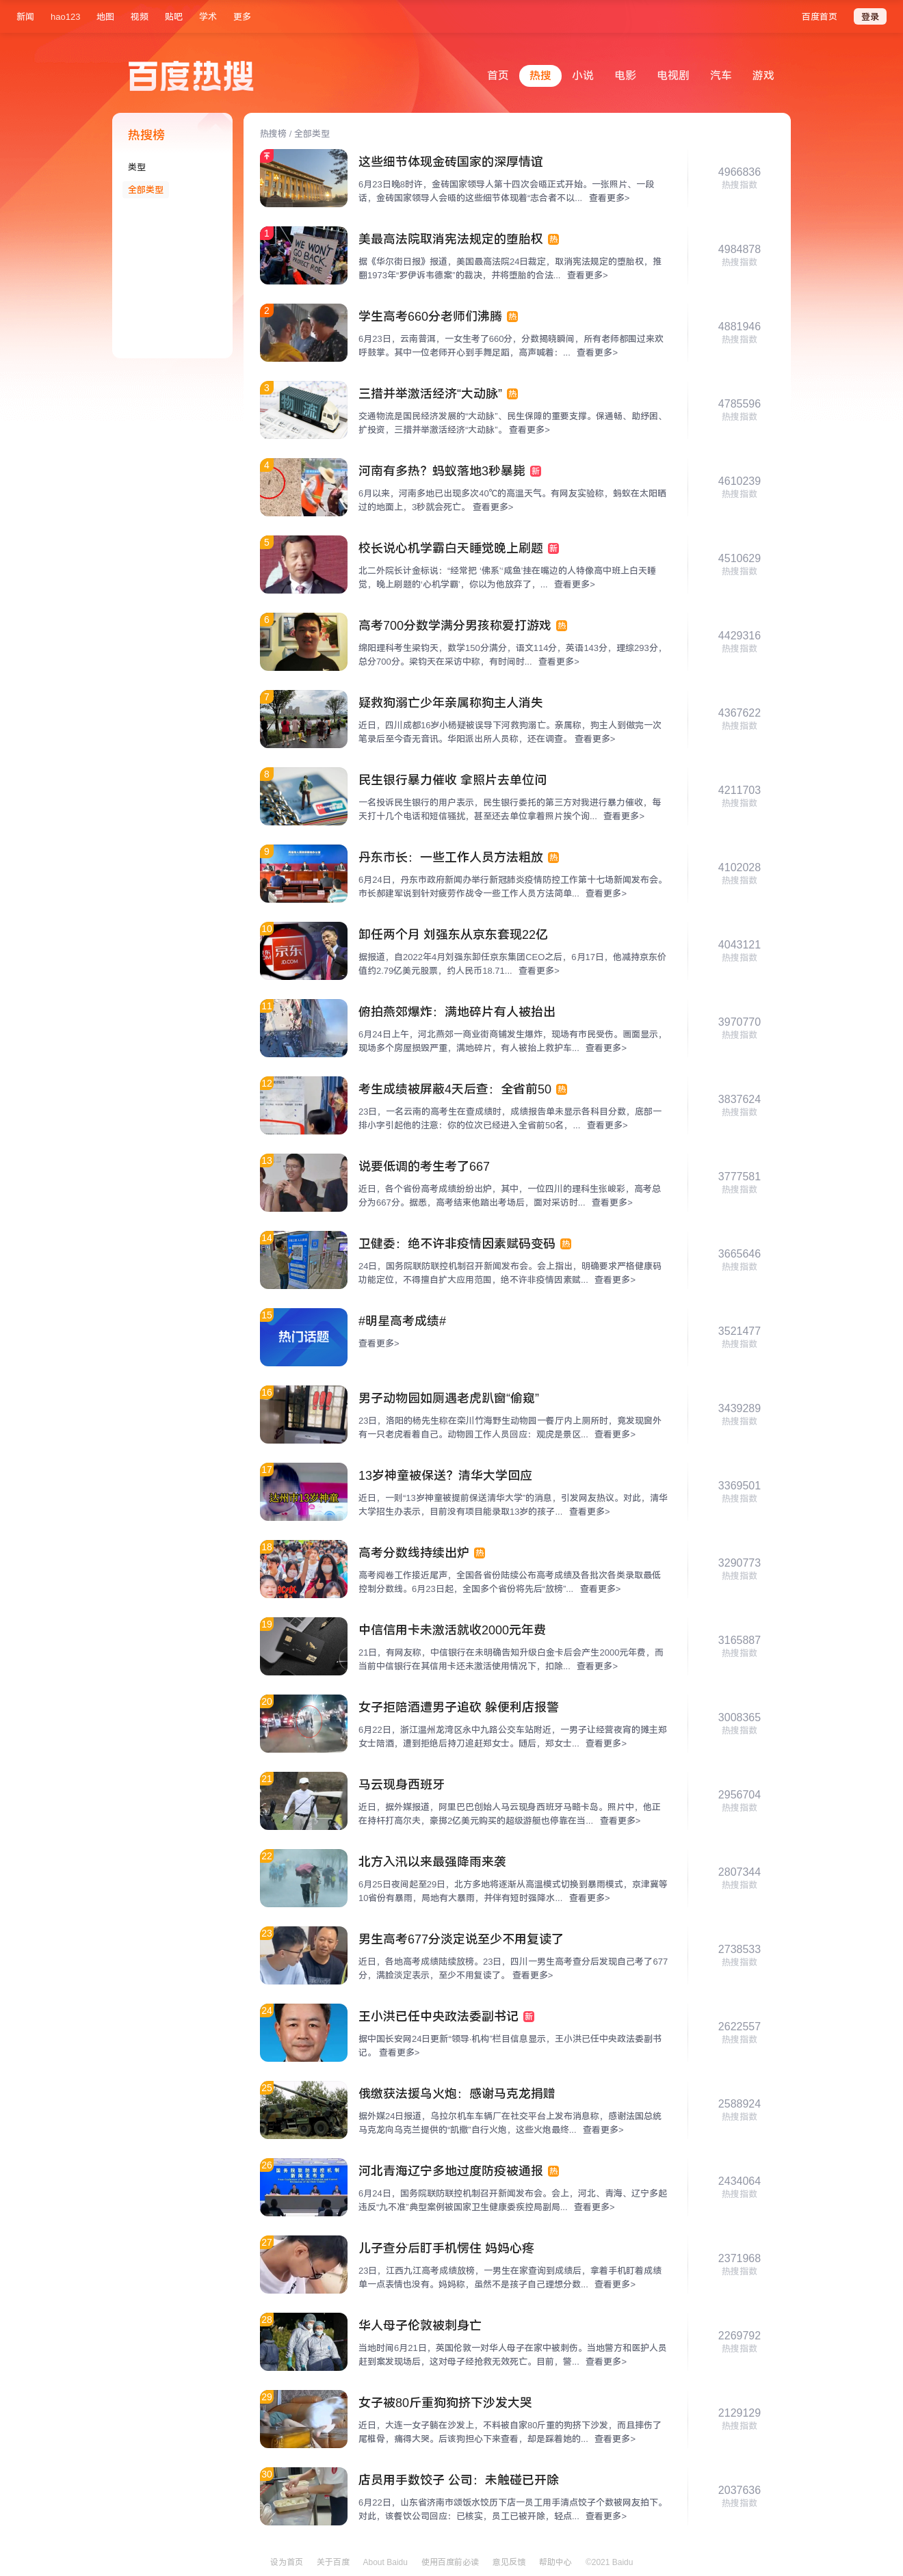 新闻 hao123 地图 视频 贴吧 学术 更多 百度首页 登录
百度热搜
首页 热搜 小说 电影 电视剧 汽车 游戏
热搜榜
类型
全部类型
热搜榜 / 全部类型
这些细节体现金砖国家的深厚情谊
6月23日晚8时许，金砖国家领导人第十四次会晤正式开始。一张照片、一段
话，金砖国家领导人会晤的这些细节体现着“志合者不以... 查看更多>
4966836
热搜指数
1
WE WON'T GO BACK
美最高法院取消宪法规定的堕胎权 热
据《华尔街日报》报道，美国最高法院24日裁定，取消宪法规定的堕胎权，推
翻1973年“罗伊诉韦德案”的裁决，并将堕胎的合法... 查看更多>
4984878
热搜指数
2
学生高考660分老师们沸腾 热
6月23日，云南普洱，一女生考了660分，分数揭晓瞬间，所有老师都围过来欢
呼鼓掌。其中一位老师开心到手舞足蹈，高声喊着：... 查看更多>
4881946
热搜指数
3
物流
三措并举激活经济“大动脉” 热
交通物流是国民经济发展的“大动脉”、民生保障的重要支撑。保通畅、助纾困、
扩投资，三措并举激活经济“大动脉”。 查看更多>
4785596
热搜指数
4
河南有多热？蚂蚁落地3秒暴毙 新
6月以来，河南多地已出现多次40℃的高温天气。有网友实验称，蚂蚁在太阳晒
过的地面上，3秒就会死亡。 查看更多>
4610239
热搜指数
5
校长说心机学霸白天睡觉晚上刷题 新
北二外院长计金标说：“经常把 ‘佛系’‘咸鱼’挂在嘴边的人特像高中班上白天睡
觉，晚上刷题的‘心机学霸’，你以为他放弃了，... 查看更多>
4510629
热搜指数
6
高考700分数学满分男孩称爱打游戏 热
绵阳理科考生梁钧天，数学150分满分，语文114分，英语143分，理综293分，
总分700分。梁钧天在采访中称，有时间时... 查看更多>
4429316
热搜指数
7
疑救狗溺亡少年亲属称狗主人消失
近日，四川成都16岁小杨疑被误导下河救狗溺亡。亲属称，狗主人到做完一次
笔录后至今杳无音讯。华阳派出所人员称，还在调查。 查看更多>
4367622
热搜指数
8
民生银行暴力催收 拿照片去单位问
一名投诉民生银行的用户表示，民生银行委托的第三方对我进行暴力催收，每
天打十几个电话和短信骚扰，甚至还去单位拿着照片挨个询... 查看更多>
4211703
热搜指数
9
丹东市长：一些工作人员方法粗放 热
6月24日，丹东市政府新闻办举行新冠肺炎疫情防控工作第十七场新闻发布会。
市长郝建军说到针对疲劳作战令一些工作人员方法简单... 查看更多>
4102028
热搜指数
10
京东
JD.COM
卸任两个月 刘强东从京东套现22亿
据报道，自2022年4月刘强东卸任京东集团CEO之后，6月17日，他减持京东价
值约2.79亿美元股票，约人民币18.71... 查看更多>
4043121
热搜指数
11
俯拍燕郊爆炸：满地碎片有人被抬出
6月24日上午，河北燕郊一商业街商铺发生爆炸，现场有市民受伤。画面显示，
现场多个房屋损毁严重，满地碎片，有人被抬上救护车... 查看更多>
3970770
热搜指数
12
考生成绩被屏蔽4天后查：全省前50 热
23日，一名云南的高考生在查成绩时，成绩报告单未显示各科目分数，底部一
排小字引起他的注意：你的位次已经进入全省前50名，... 查看更多>
3837624
热搜指数
13
说要低调的考生考了667
近日，各个省份高考成绩纷纷出炉，其中，一位四川的理科生张峻彩，高考总
分为667分。据悉，高考结束他踏出考场后，面对采访时... 查看更多>
3777581
热搜指数
14
卫健委：绝不许非疫情因素赋码变码 热
24日，国务院联防联控机制召开新闻发布会。会上指出，明确要求严格健康码
功能定位，不得擅自扩大应用范围，绝不许非疫情因素赋... 查看更多>
3665646
热搜指数
15
热门话题
#明星高考成绩#
查看更多>
3521477
热搜指数
16
男子动物园如厕遇老虎趴窗“偷窥”
23日，洛阳的杨先生称在栾川竹海野生动物园一餐厅内上厕所时，竟发现窗外
有一只老虎看着自己。动物园工作人员回应：观虎是景区... 查看更多>
3439289
热搜指数
17
达州市13岁神童
13岁神童被保送？清华大学回应
近日，一则“13岁神童被提前保送清华大学”的消息，引发网友热议。对此，清华
大学招生办表示，目前没有项目能录取13岁的孩子... 查看更多>
3369501
热搜指数
18
高考分数线持续出炉 热
高考阅卷工作接近尾声，全国各省份陆续公布高考成绩及各批次各类录取最低
控制分数线。6月23日起，全国多个省份将先后“放榜”... 查看更多>
3290773
热搜指数
19
中信信用卡未激活就收2000元年费
21日，有网友称，中信银行在未明确告知升级白金卡后会产生2000元年费，而
当前中信银行在其信用卡还未激活使用情况下，扣除... 查看更多>
3165887
热搜指数
20
女子拒陪酒遭男子追砍 躲便利店报警
6月22日，浙江温州龙湾区永中九路公交车站附近，一男子让经营夜宵的摊主郑
女士陪酒，遭到拒绝后持刀追赶郑女士。随后，郑女士... 查看更多>
3008365
热搜指数
21
马云现身西班牙
近日，据外媒报道，阿里巴巴创始人马云现身西班牙马略卡岛。照片中，他正
在持杆打高尔夫，豪掷2亿美元购买的超级游艇也停靠在当... 查看更多>
2956704
热搜指数
22
北方入汛以来最强降雨来袭
6月25日夜间起至29日，北方多地将逐渐从高温模式切换到暴雨模式，京津冀等
10省份有暴雨，局地有大暴雨，并伴有短时强降水... 查看更多>
2807344
热搜指数
23
男生高考677分淡定说至少不用复读了
近日，各地高考成绩陆续放榜。23日，四川一男生高考查分后发现自己考了677
分，满脸淡定表示，至少不用复读了。 查看更多>
2738533
热搜指数
24
王小洪已任中央政法委副书记 新
据中国长安网24日更新“领导·机构”栏目信息显示，王小洪已任中央政法委副书
记。 查看更多>
2622557
热搜指数
25
俄缴获法援乌火炮：感谢马克龙捐赠
据外媒24日报道，乌拉尔机车车辆厂在社交平台上发布消息称，感谢法国总统
马克龙向乌克兰提供的“凯撒”自行火炮，这些火炮最终... 查看更多>
2588924
热搜指数
26
河北青海辽宁多地过度防疫被通报 热
6月24日，国务院联防联控机制召开新闻发布会。会上，河北、青海、辽宁多起
违反“九不准”典型案例被国家卫生健康委疾控局副局... 查看更多>
2434064
热搜指数
27
儿子查分后盯手机愣住 妈妈心疼
23日，江西九江高考成绩放榜，一男生在家查询到成绩后，拿着手机盯着成绩
单一点表情也没有。妈妈称，虽然不是孩子自己理想分数... 查看更多>
2371968
热搜指数
28
华人母子伦敦被刺身亡
当地时间6月21日，英国伦敦一对华人母子在家中被刺伤。当地警方和医护人员
赶到案发现场后，这对母子经抢救无效死亡。目前，警... 查看更多>
2269792
热搜指数
29
女子被80斤重狗狗挤下沙发大哭
近日，大连一女子躺在沙发上，不料被自家80斤重的狗挤下沙发，而且摔伤了
尾椎骨，痛得大哭。后该狗担心下来查看，却是踩着她的... 查看更多>
2129129
热搜指数
30
店员用手数饺子 公司：未触碰已开除
6月22日，山东省济南市颂饭水饺历下店一员工用手清点饺子个数被网友拍下。
对此，该餐饮公司回应：已核实，员工已被开除，轻点... 查看更多>
2037636
热搜指数
设为首页 关于百度 About Baidu 使用百度前必读 意见反馈 帮助中心 ©2021 Baidu